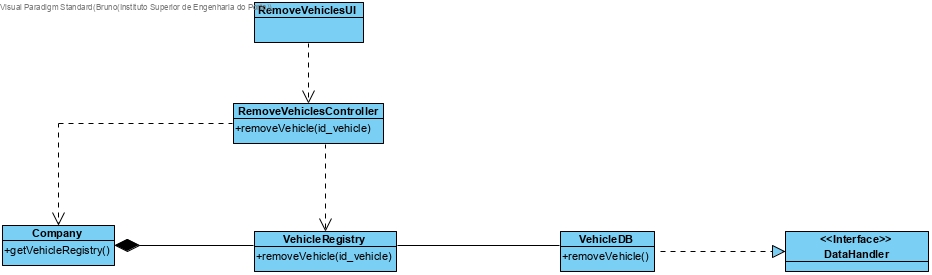 Visual Paradigm Standard(Bruno(Instituto Superior de Engenharia do
RemoveVehiclesUI
RemoveVehiclesController
+removeVehicle(id_vehicle)
Company
+getVehicleRegistry()
VehicleRegistry
+removeVehicle(id_vehicle)
VehicleDB
+removeVehicle()
<<Interface>>
DataHandler